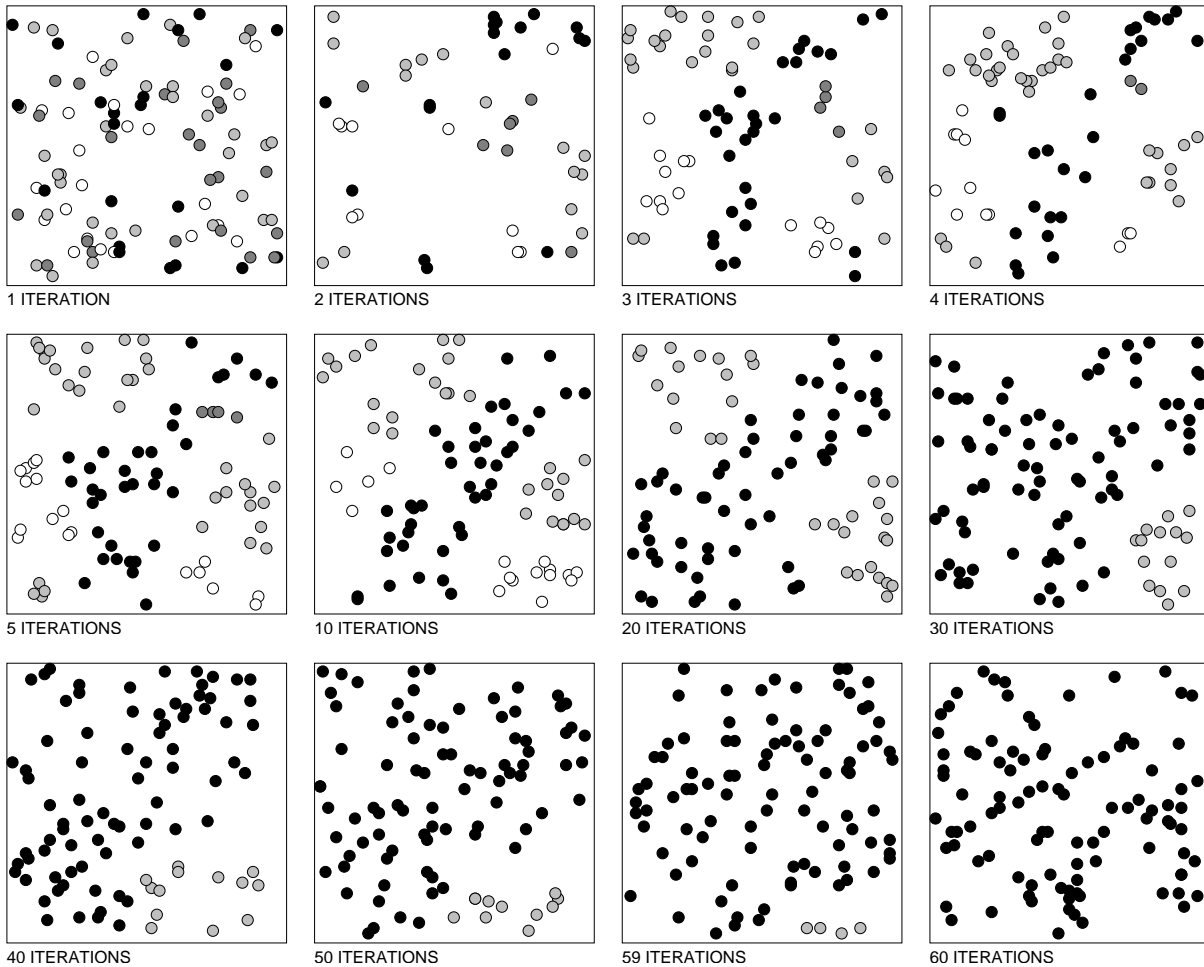 1 ITERATION
2 ITERATIONS
3 ITERATIONS
4 ITERATIONS
5 ITERATIONS
10 ITERATIONS
20 ITERATIONS
30 ITERATIONS
40 ITERATIONS
50 ITERATIONS
59 ITERATIONS
60 ITERATIONS